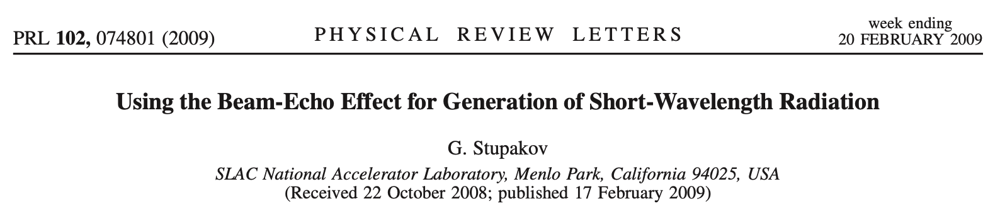 PRL 102, 074801 (2009)
PHYSICAL REVIEW LETTERS
week ending
20 FEBRUARY 2009
Using the Beam-Echo Effect for Generation of Short-Wavelength Radiation
G. Stupakov
SLAC National Accelerator Laboratory, Menlo Park, California 94025, USA
(Received 22 October 2008; published 17 February 2009)